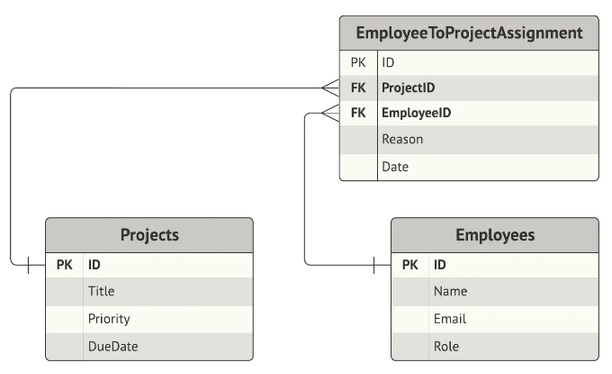 EmployeeToProjectAssignment
PK ID
FK ProjectID
FK EmployeeID
Reason
Date
Projects
PK ID
Title
Priority
DueDate
Employees
PK ID
Name
Email
Role